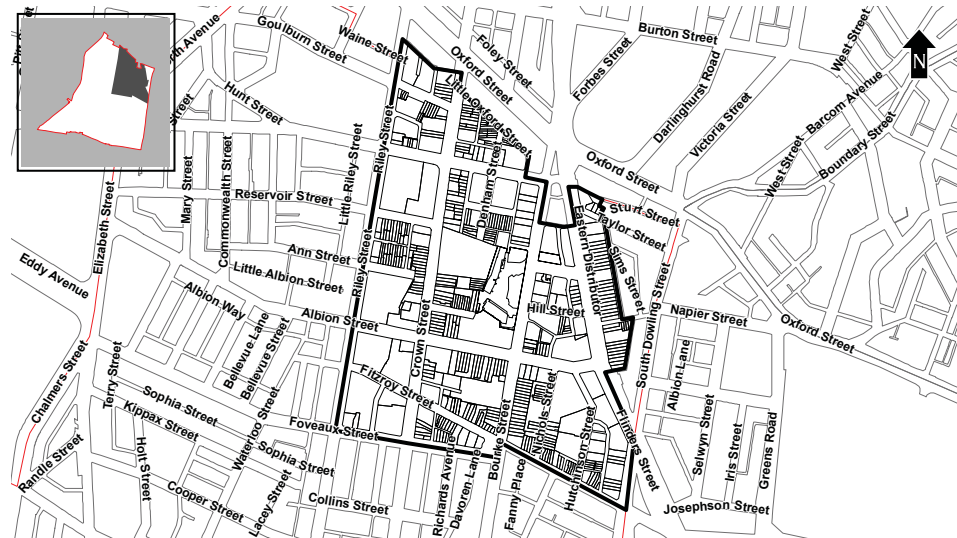 Goulburn Street
Waine Street
Foley Street
Oxford Street
Burton Street
West Street
N
Forbes Street
Darlinghurst Road
Victoria Street
Barcom Avenue
Boundary Street
West Street
Hunt Street
Little Oxford Street
Riley Street
Little Riley Street
Denham Street
Oxford Street
Sturt Street
Taylor Street
Sims Street
Eastern Distributor
Mary Street
Commonwealth Street
Reservoir Street
Elizabeth Street
Ann Street
Little Albion Street
Riley Street
Eddy Avenue
Albion Way
Albion Street
Hill Street
Napier Street
Oxford Street
South Dowling Street
Crown Street
Bellevue Lane
Bellevue Street
Chalmers Street
Terry Street
Fitzroy Street
Albion Lane
Sophia Street
Kippax Street
Foveaux Street
Nichols Street
Bourke Street
Flinders Street
Selwyn Street
Iris Street
Greens Road
Randle Street
Holt Street
Waterloo Street
Sophia Street
Richards Avenue
Davoren Lane
Fanny Place
Hutchinson Street
Cooper Street
Lacey Street
Collins Street
Josephson Street